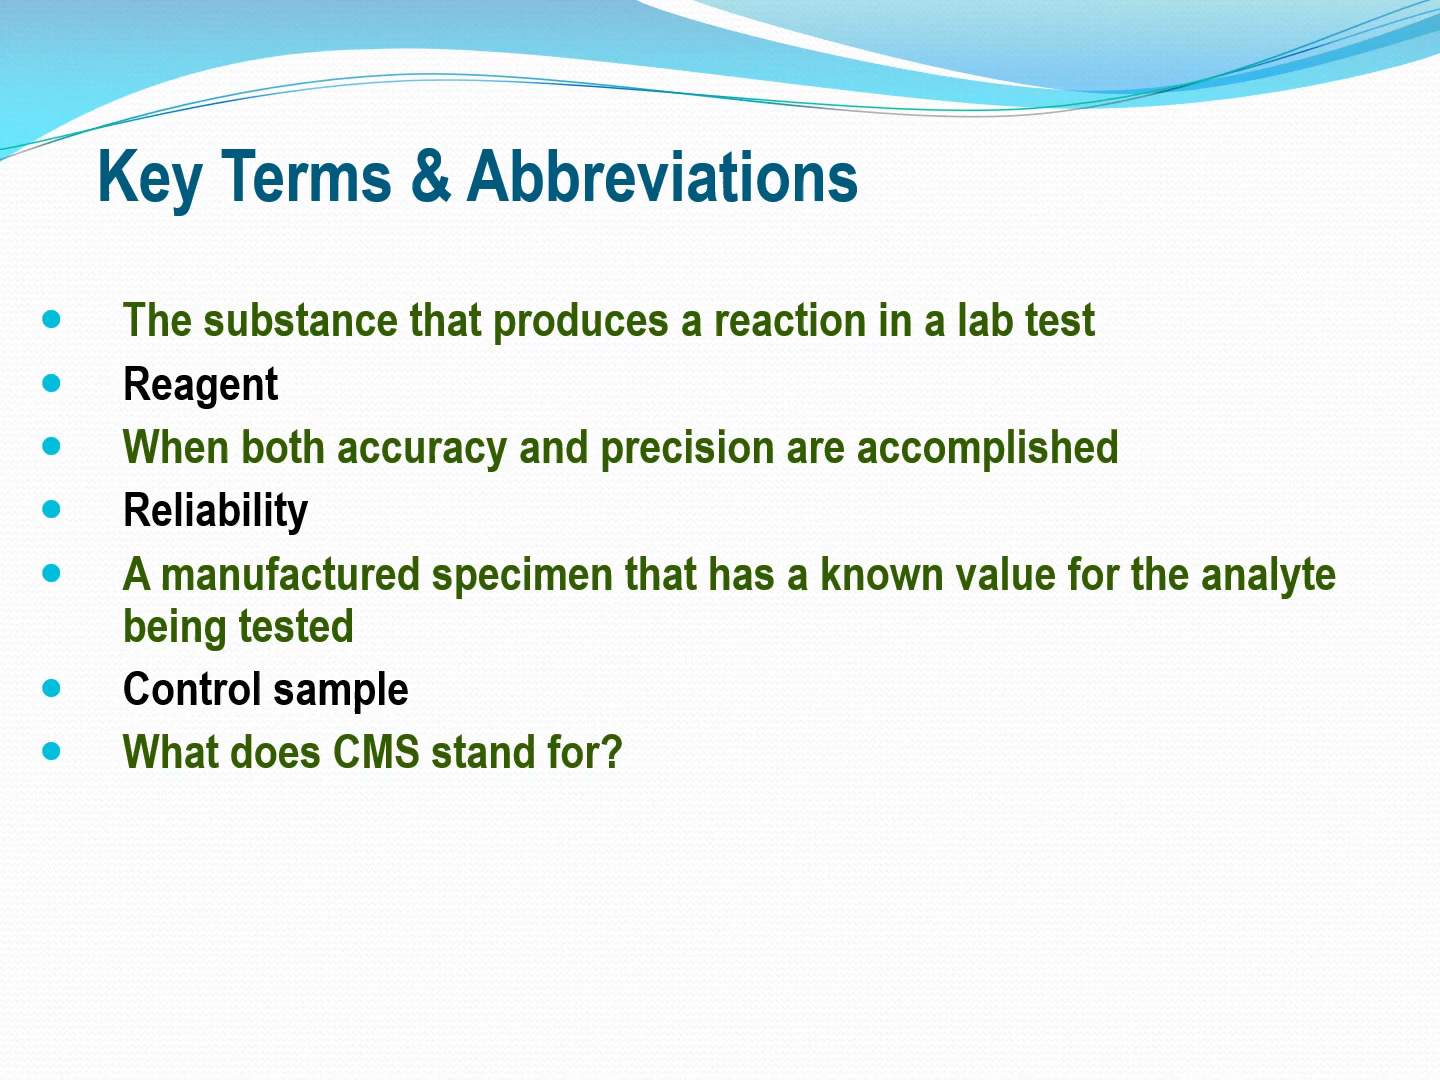 Key Terms & Abbreviations
The substance that produces a reaction in a lab test
Reagent
When both accuracy and precision are accomplished
Reliability
A manufactured specimen that has a known value for the analyte
being tested
Control sample
What does CMS stand for?